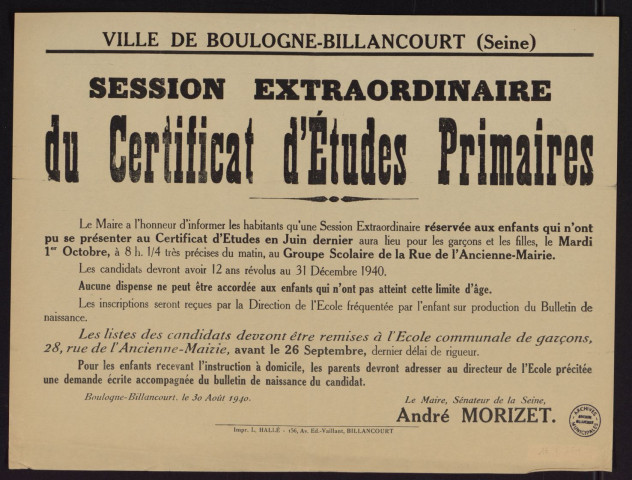 VILLE DE BOULOGNE-BILLANCOURT (Seine)
SESSION EXTRAORDINAIRE
du Certificat d'Études Primaires
Le Maire a l'honneur d'informer les habitants qu'une Session Extraordinaire réservée aux enfants qui n'ont
pu se présenter au Certificat d'Etudes en Juin dernier aura lieu pour les garçons et les filles, le Mardi
1er Octobre, à 8 h. 1/4 très précises du matin, au Groupe Scolaire de la Rue de l'Ancienne-Mairie.
Les candidats devront avoir 12 ans révolus au 31 Décembre 1940.
Aucune dispense ne peut être accordée aux enfants qui n'ont pas atteint cette limite d'âge.
Les inscriptions seront reçues par la Direction de l'Ecole fréquentée par l'enfant sur production du Bulletin de
naissance.
Les listes des candidats devront être remises à l'Ecole communale de garçons,
28, rue de l'Ancienne-Mairie, avant le 26 Septembre, dernier délai de rigueur.
Pour les enfants recevant l'instruction à domicile, les parents devront adresser au directeur de l'Ecole précitée
une demande écrite accompagnée du bulletin de naissance du candidat.
Boulogne-Billancourt, le 30 Août 1940.
Le Maire, Sénateur de la Seine,
André MORIZET.
ARCHIVES
MUNICIPALES
Impr. L. HALLÉ - 136, Av. Ed.-Vaillant, BILLANCOURT